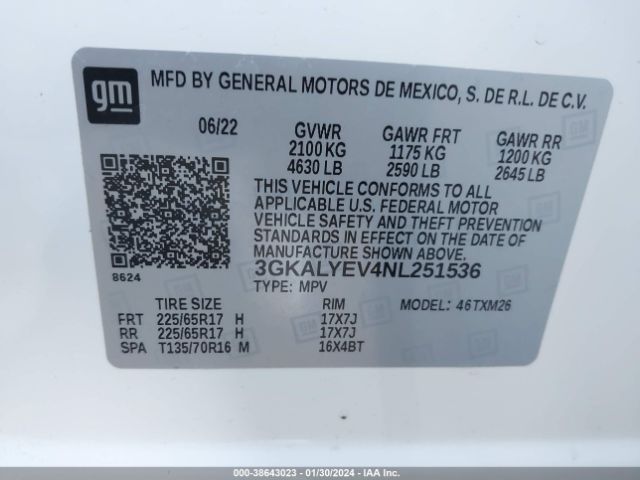 gm
MFD BY GENERAL MOTORS DE MEXICO, S. DE R.L. DE C.V.
06/22 GVWR GAWR FRT GAWR RR
2100 KG 1175 KG 1200 KG
4630 LB 2590 LB 2645 LB
THIS VEHICLE CONFORMS TO ALL
APPLICABLE U.S. FEDERAL MOTOR
VEHICLE SAFETY AND THEFT PREVENTION
STANDARDS IN EFFECT ON THE DATE OF
MANUFACTURE SHOWN ABOVE.
3GKALYEV4NL251536
8624
TYPE: MPV MODEL: 46TXM26
TIRE SIZE RIM
FRT 225/65R17 H 17X7J
RR 225/65R17 H 17X7J
SPA T135/70R16 M 16X4BT
000-38643023 - 01/30/2024 - Copyright IAA, Inc.